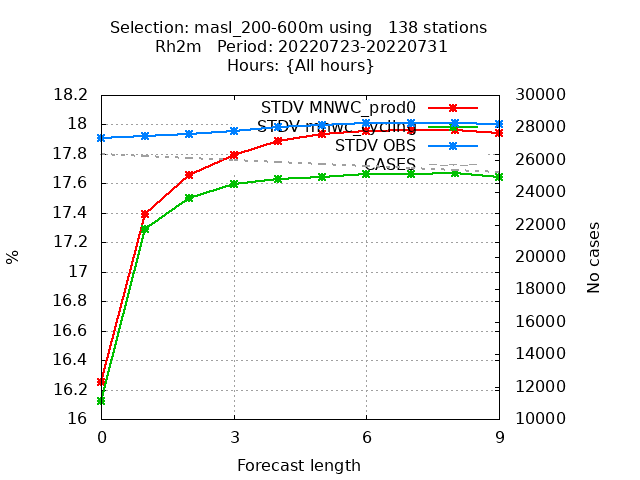 Selection: masl_200-600m using   138 stations
Rh2m   Period: 20220723-20220731
Hours: {All hours}
STDV MNWC_prod0
STDV mnwc_cycling
STDV OBS
CASES
18.2
18
17.8
17.6
17.4
17.2
17
16.8
16.6
16.4
16.2
16
30000
28000
26000
24000
22000
20000
18000
16000
14000
12000
10000
%
No cases
0 3 6 9
Forecast length